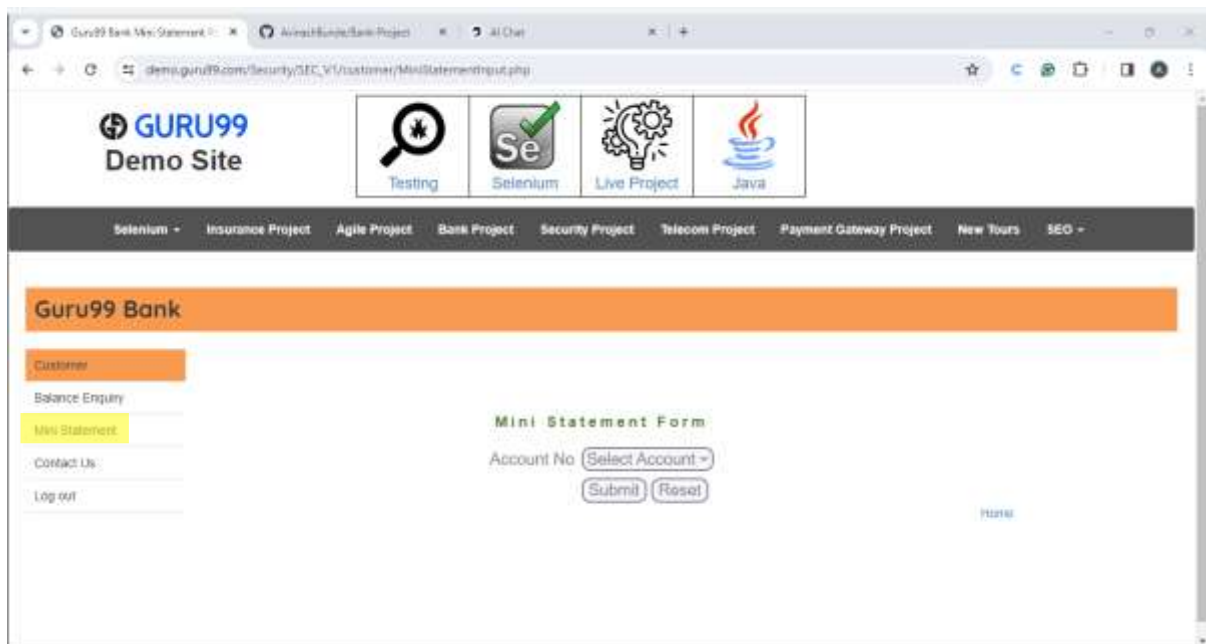 Guru99 Bank Mini Statement P
AI Chat
demo.guru99.com/Security/SEC_V1/customer/MiniStatementInput.php
GURU99
Demo Site
Se
Testing
Selenium
Live Project
Java
Selenium
Insurance Project
Agile Project
Bank Project
Security Project
Telecom Project
Payment Gateway Project
New Tours
SEO
Guru99 Bank
Customer
Balance Enquiry
Mini Statement
Contact Us
Log out
Mini Statement Form
Account No Select Account
Submit Reset
Home